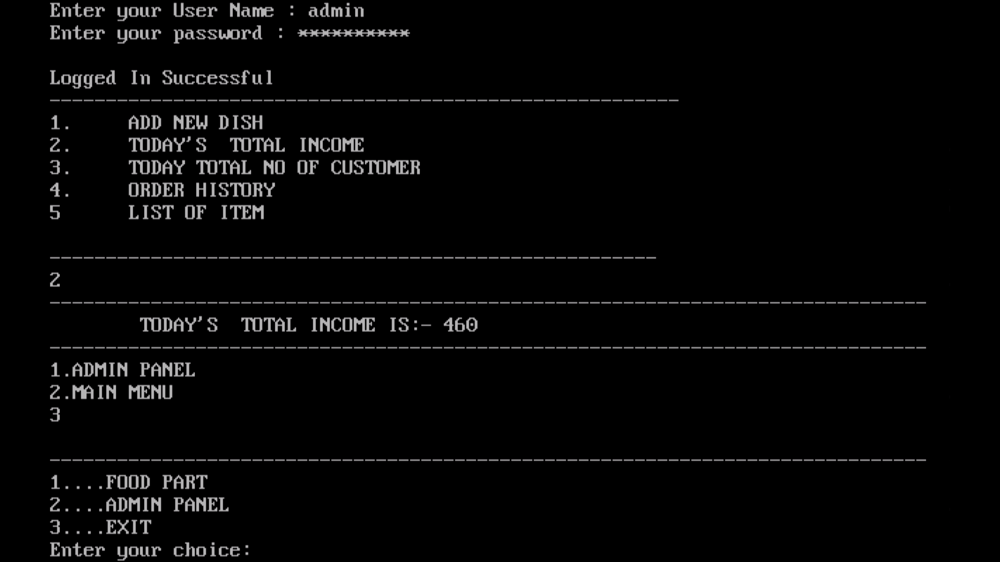 Enter your User Name : admin
Enter your password : **********
Logged In Successful
--------------------------------------------------------
1.     ADD NEW DISH
2.     TODAY'S  TOTAL INCOME
3.     TODAY TOTAL NO OF CUSTOMER
4.     ORDER HISTORY
5      LIST OF ITEM
------------------------------------------------------
2
------------------------------------------------------------------------------
        TODAY'S  TOTAL INCOME IS:- 460
------------------------------------------------------------------------------
1.ADMIN PANEL
2.MAIN MENU
3
------------------------------------------------------------------------------
1....FOOD PART
2....ADMIN PANEL
3....EXIT
Enter your choice: